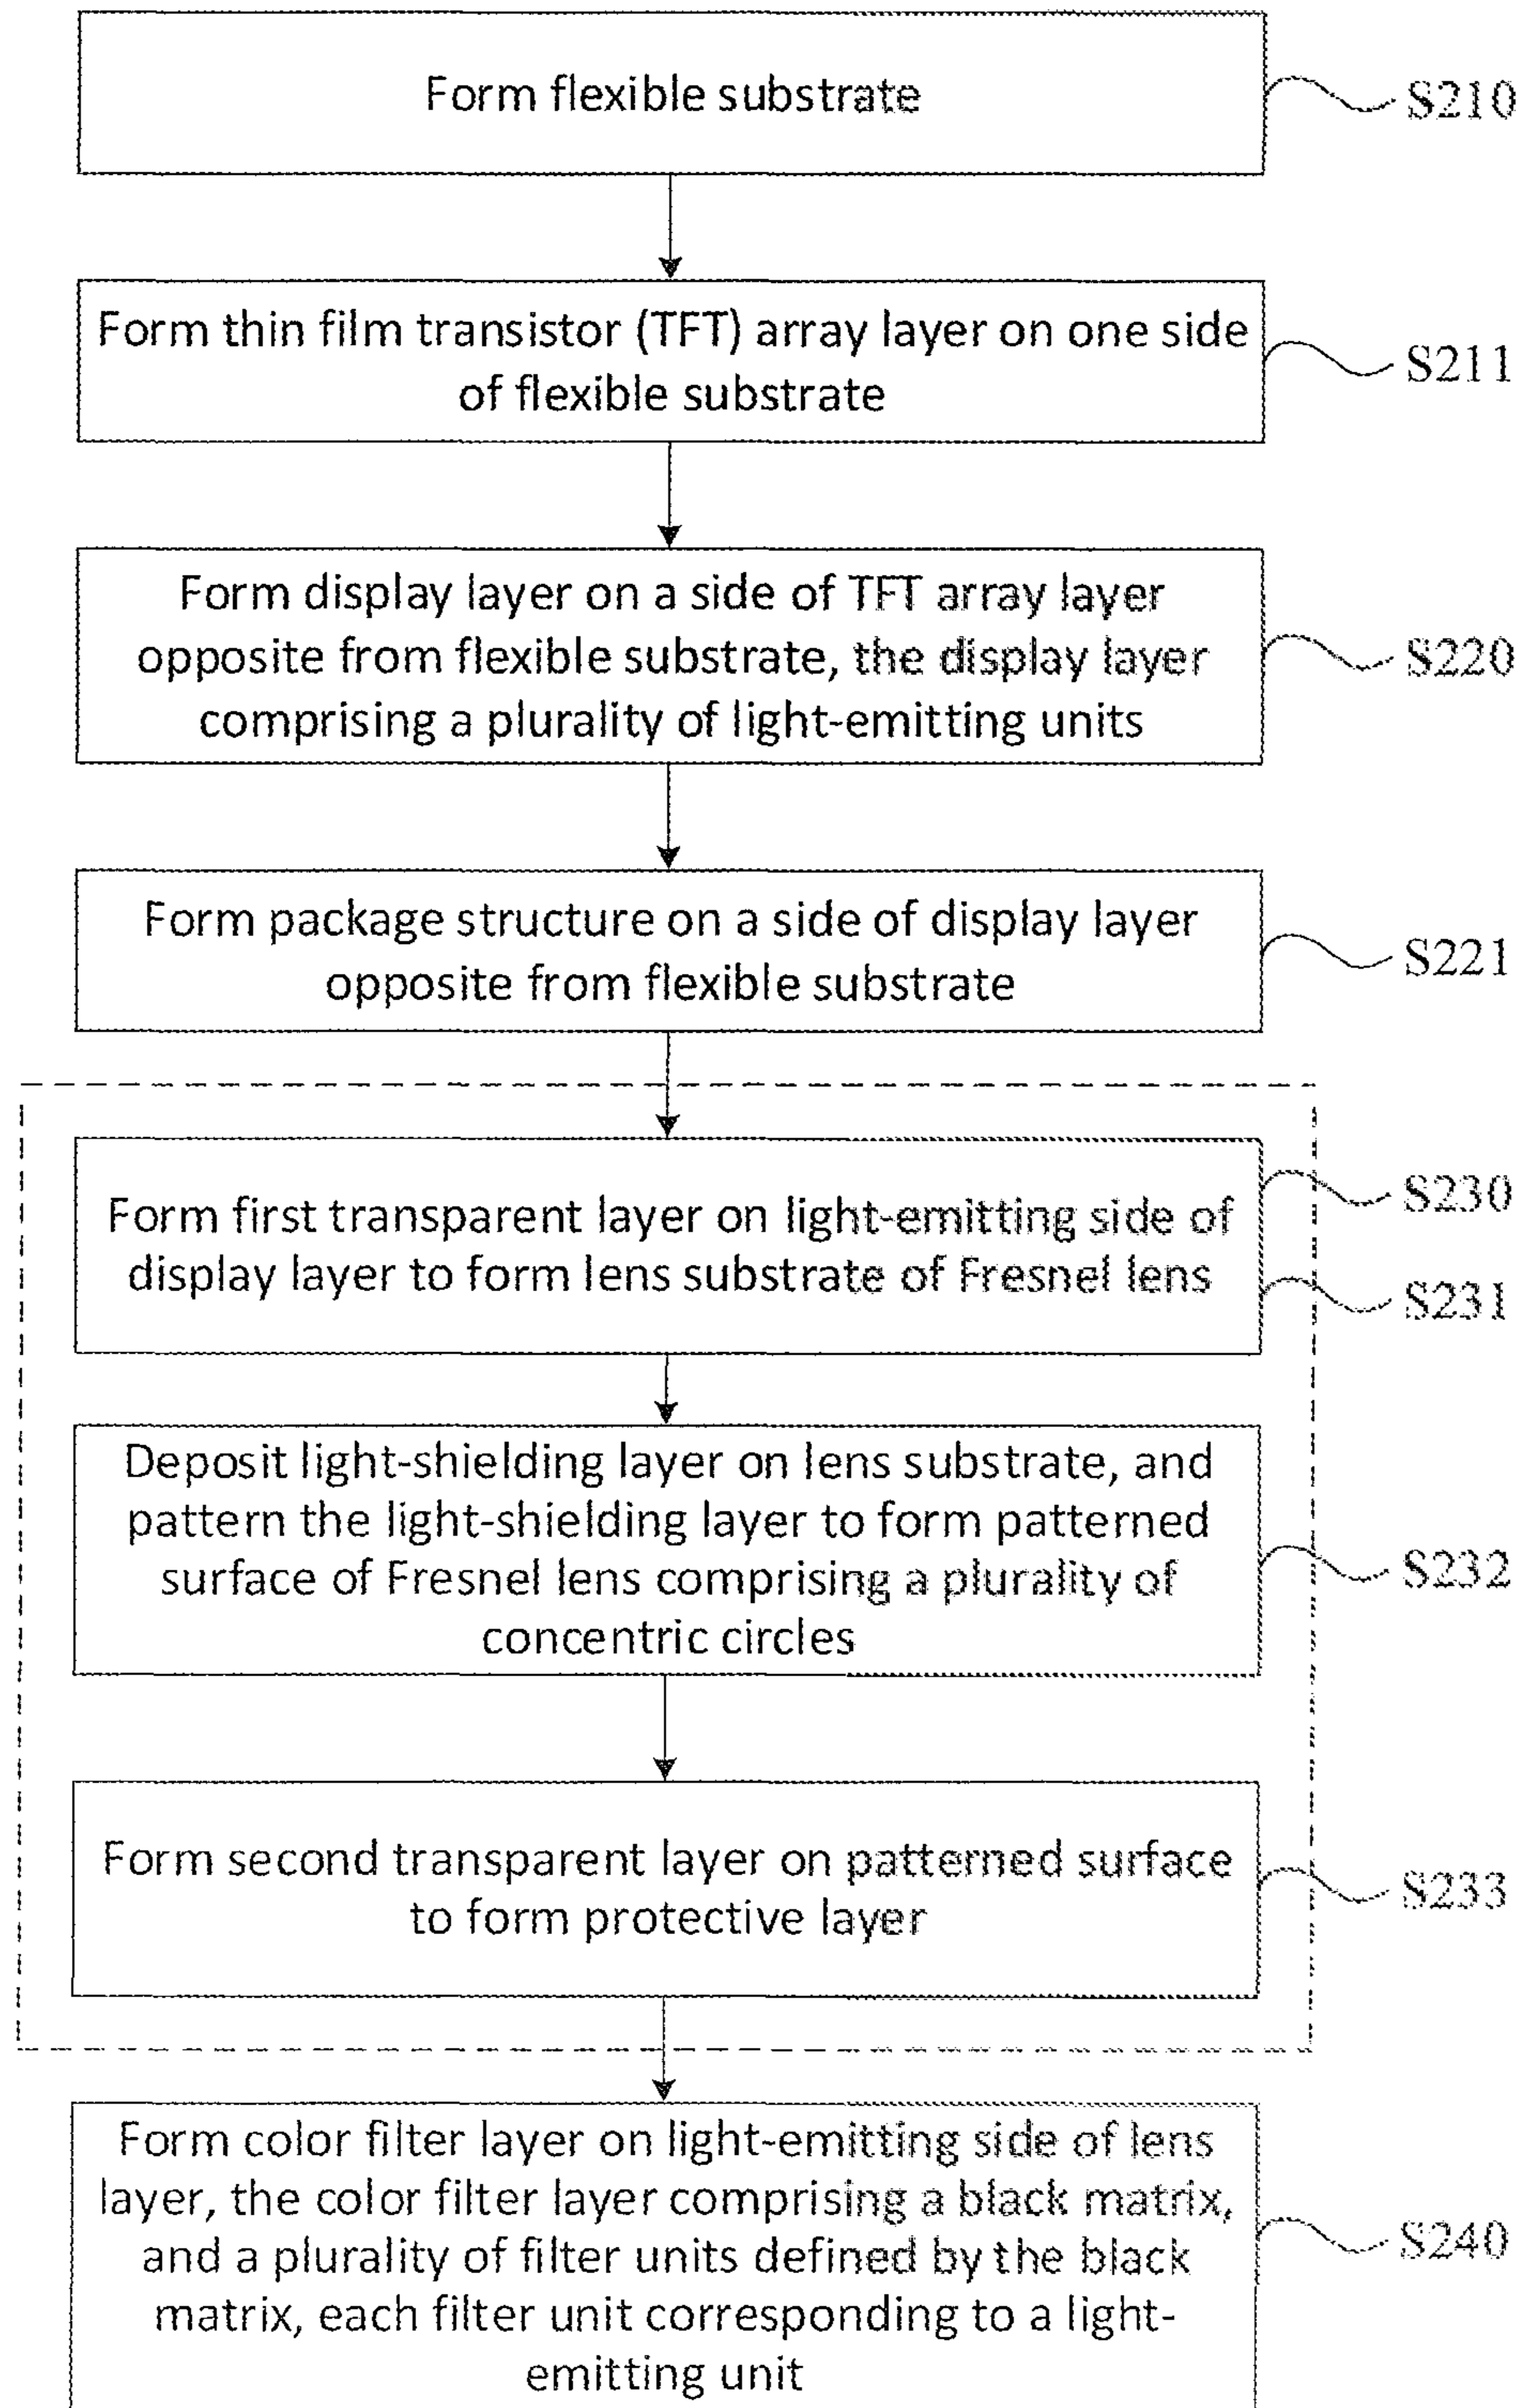 Form flexible substrate
S210
Form thin film transistor (TFT) array layer on one side
of flexible substrate
S211
Form display layer on a side of TFT array layer
opposite from flexible substrate, the display layer
comprising a plurality of light-emitting units
S220
Form package structure on a side of display layer
opposite from flexible substrate
S221
Form first transparent layer on light-emitting side of
display layer to form lens substrate of Fresnel lens
S230
S231
Deposit light-shielding layer on lens substrate, and
pattern the light-shielding layer to form patterned
surface of Fresnel lens comprising a plurality of
concentric circles
S232
Form second transparent layer on patterned surface
to form protective layer
S233
Form color filter layer on light-emitting side of lens
layer, the color filter layer comprising a black matrix,
and a plurality of filter units defined by the black
matrix, each filter unit corresponding to a light-
emitting unit
S240